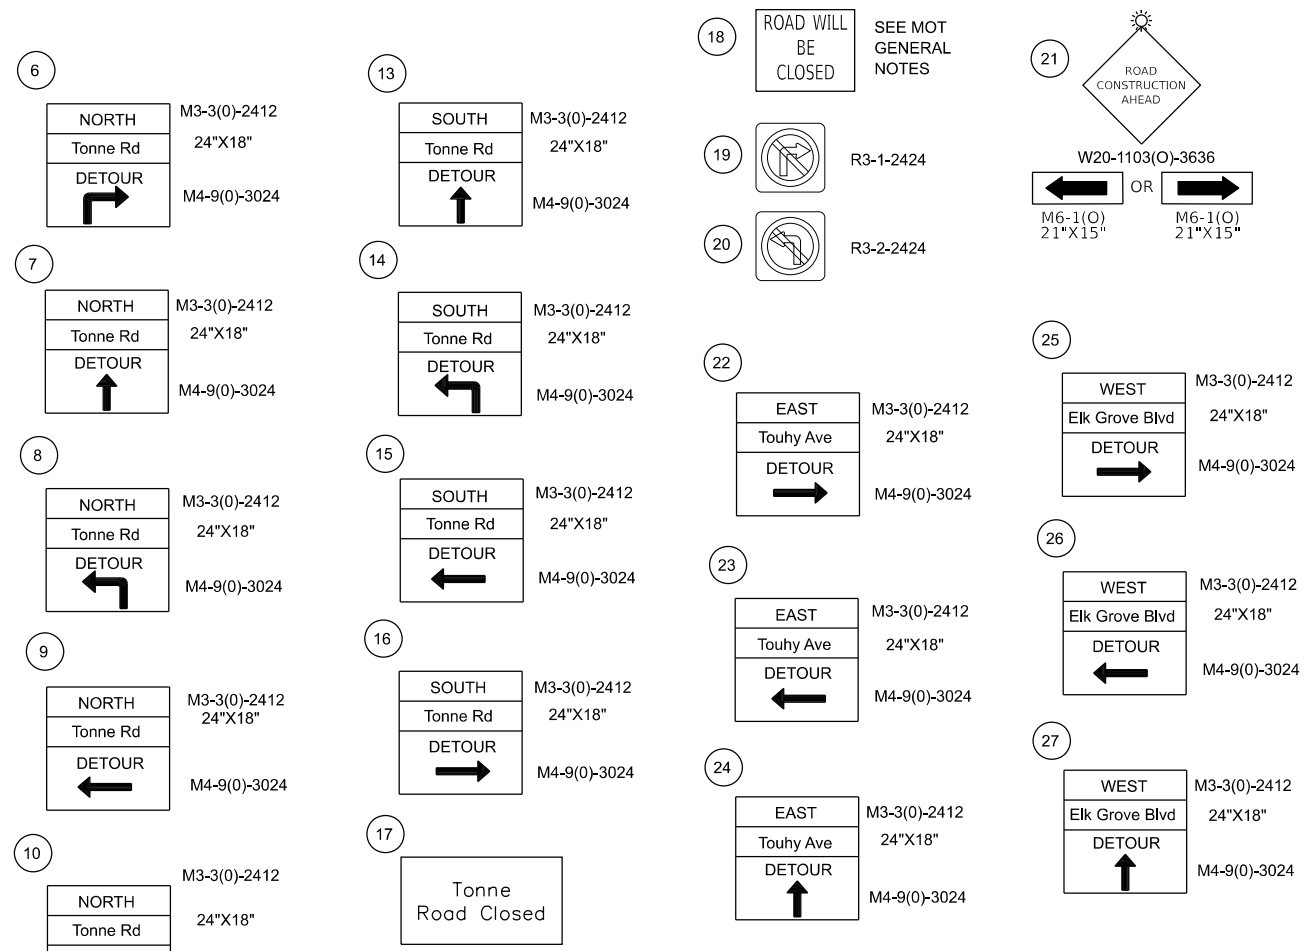 6
NORTH
M3-3(0)-2412
Tonne Rd
24"X18"
DETOUR
M4-9(0)-3024
7
NORTH
M3-3(0)-2412
Tonne Rd
24"X18"
DETOUR
M4-9(0)-3024
8
NORTH
M3-3(0)-2412
Tonne Rd
24"X18"
DETOUR
M4-9(0)-3024
9
NORTH
M3-3(0)-2412
24"X18"
Tonne Rd
DETOUR
M4-9(0)-3024
10
M3-3(0)-2412
NORTH
Tonne Rd
24"X18"
13
SOUTH
M3-3(0)-2412
Tonne Rd
24"X18"
DETOUR
M4-9(0)-3024
14
SOUTH
M3-3(0)-2412
Tonne Rd
24"X18"
DETOUR
M4-9(0)-3024
15
SOUTH
M3-3(0)-2412
Tonne Rd
24"X18"
DETOUR
M4-9(0)-3024
16
SOUTH
M3-3(0)-2412
Tonne Rd
24"X18"
DETOUR
M4-9(0)-3024
17
Tonne
Road Closed
18
ROAD WILL
BE
CLOSED
SEE MOT
GENERAL
NOTES
19
R3-1-2424
20
R3-2-2424
21
ROAD
CONSTRUCTION
AHEAD
W20-1103(O)-3636
OR
M6-1(O)
21"X15"
M6-1(O)
21"X15"
22
EAST
M3-3(0)-2412
Touhy Ave
24"X18"
DETOUR
M4-9(0)-3024
23
EAST
M3-3(0)-2412
Touhy Ave
24"X18"
DETOUR
M4-9(0)-3024
24
EAST
M3-3(0)-2412
Touhy Ave
24"X18"
DETOUR
M4-9(0)-3024
25
WEST
M3-3(0)-2412
Elk Grove Blvd
24"X18"
DETOUR
M4-9(0)-3024
26
WEST
M3-3(0)-2412
Elk Grove Blvd
24"X18"
DETOUR
M4-9(0)-3024
27
WEST
M3-3(0)-2412
Elk Grove Blvd
24"X18"
DETOUR
M4-9(0)-3024